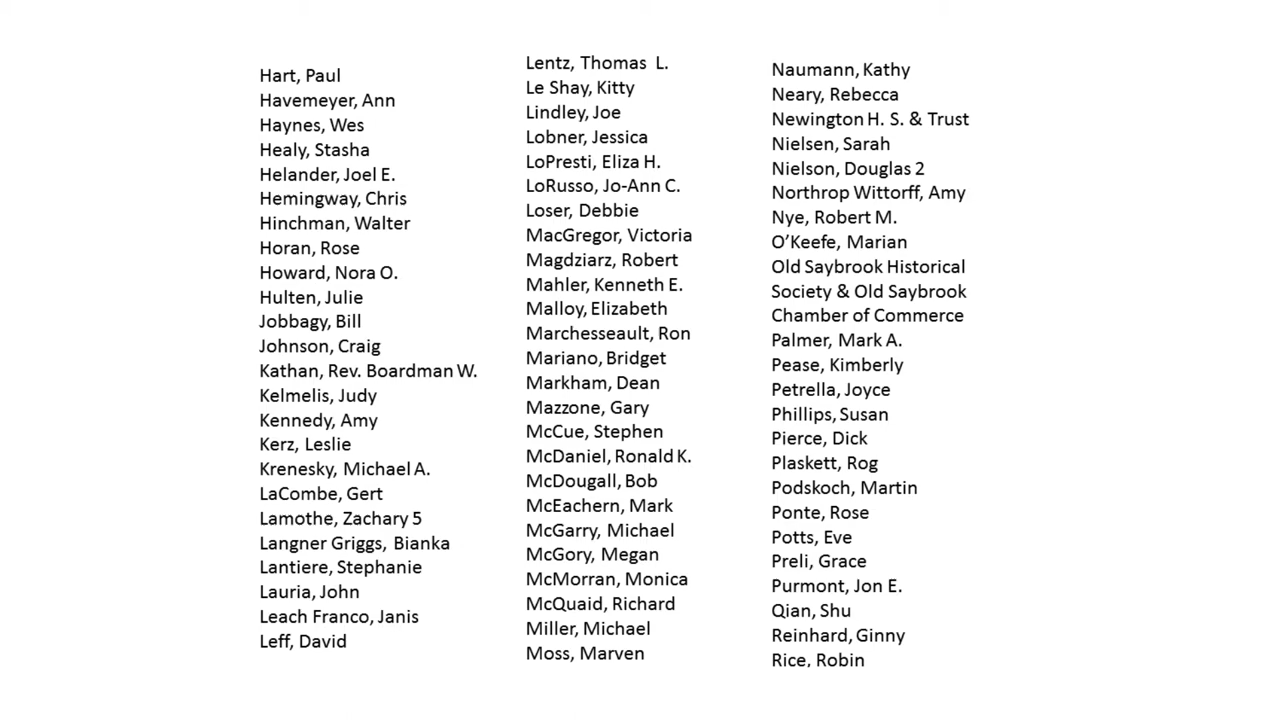 Hart, Paul
Havemeyer, Ann
Haynes, Wes
Healy, Stasha
Helander, Joel E.
Hemingway, Chris
Hinchman, Walter
Horan, Rose
Howard, Nora O.
Hulten, Julie
Jobbagy, Bill
Johnson, Craig
Kathan, Rev. Boardman W.
Kelmelis, Judy
Kennedy, Amy
Kerz, Leslie
Krenesky, Michael A.
LaCombe, Gert
Lamothe, Zachary 5
Langner Griggs, Bianka
Lantiere, Stephanie
Lauria, John
Leach Franco, Janis
Leff, David
Lentz, Thomas L.
Le Shay, Kitty
Lindley, Joe
Lobner, Jessica
LoPresti, Eliza H.
LoRusso, Jo-Ann C.
Loser, Debbie
MacGregor, Victoria
Magdziarz, Robert
Mahler, Kenneth E.
Malloy, Elizabeth
Marchesseault, Ron
Mariano, Bridget
Markham, Dean
Mazzone, Gary
McCue, Stephen
McDaniel, Ronald K.
McDougall, Bob
McEachern, Mark
McGarry, Michael
McGory, Megan
McMorran, Monica
McQuaid, Richard
Miller, Michael
Moss, Marven
Naumann, Kathy
Neary, Rebecca
Newington H. S. & Trust
Nielsen, Sarah
Nielson, Douglas 2
Northrop Wittorff, Amy
Nye, Robert M.
O’Keefe, Marian
Old Saybrook Historical
Society & Old Saybrook
Chamber of Commerce
Palmer, Mark A.
Pease, Kimberly
Petrella, Joyce
Phillips, Susan
Pierce, Dick
Plaskett, Rog
Podskoch, Martin
Ponte, Rose
Potts, Eve
Preli, Grace
Purmont, Jon E.
Qian, Shu
Reinhard, Ginny
Rice, Robin